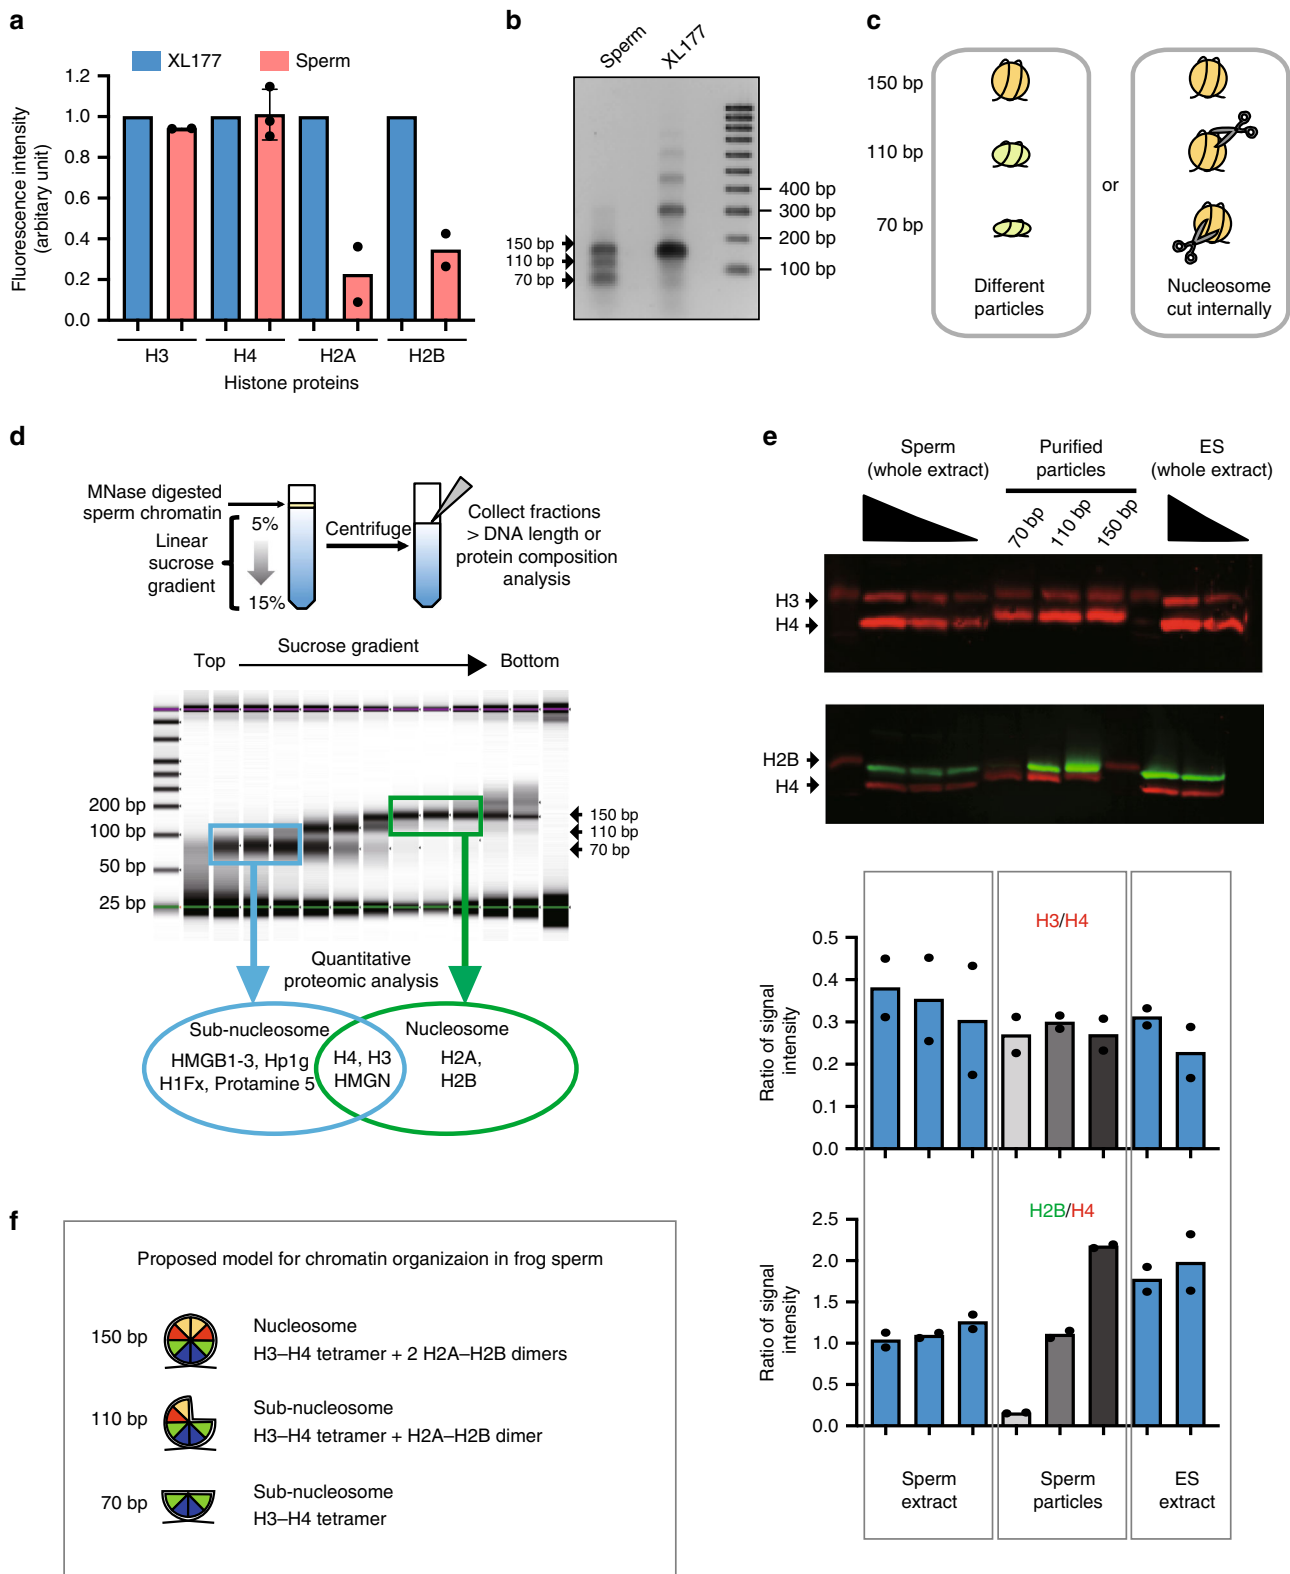 a
XL177
Sperm
Fluorescence intensity
(arbitary unit)
1.2
1.0
0.8
0.6
0.4
0.2
0.0
H3
H4
H2A
H2B
Histone proteins
b
Sperm
XL177
150 bp
110 bp
70 bp
400 bp
300 bp
200 bp
100 bp
c
150 bp
110 bp
70 bp
Different
particles
or
Nucleosome
cut internally
d
MNase digested
sperm chromatin
5%
Linear
sucrose
gradient
15%
Centrifuge
Collect fractions
> DNA length or
protein composition
analysis
Sucrose gradient
Top
Bottom
200 bp
100 bp
50 bp
25 bp
150 bp
110 bp
70 bp
Quantitative
proteomic analysis
Sub-nucleosome
HMGB1-3, Hp1g
H1Fx, Protamine 5
H4, H3
HMGN
Nucleosome
H2A,
H2B
e
Sperm
(whole extract)
Purified
particles
ES
(whole extract)
70 bp
110 bp
150 bp
H3
H4
H2B
H4
H3/H4
Ratio of signal
intensity
0.5
0.4
0.3
0.2
0.1
0.0
H2B/H4
Ratio of signal
intensity
2.5
2.0
1.5
1.0
0.5
0.0
Sperm
extract
Sperm
particles
ES
extract
f
Proposed model for chromatin organizaion in frog sperm
150 bp
Nucleosome
H3–H4 tetramer + 2 H2A–H2B dimers
110 bp
Sub-nucleosome
H3–H4 tetramer + H2A–H2B dimer
70 bp
Sub-nucleosome
H3–H4 tetramer